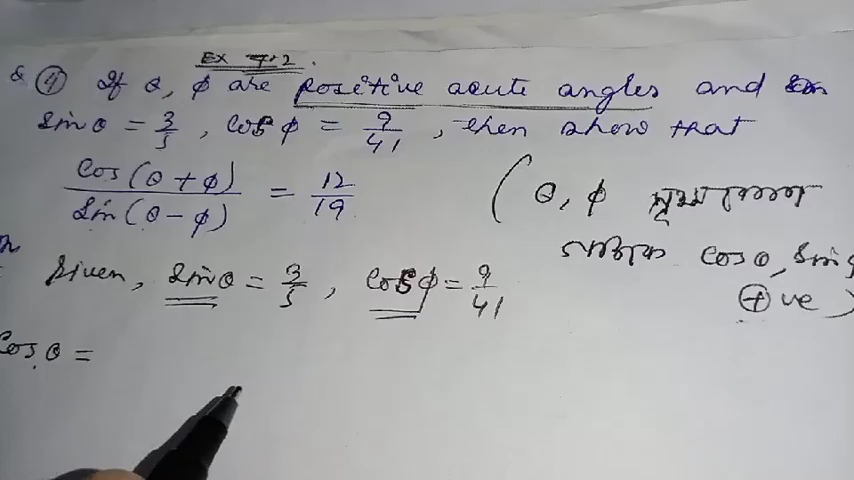 Ex 7.2.
Q ④ If θ, φ are positive acute angles and
sin θ = 3/5, cos φ = 9/41, then show that
cos(θ + φ) / sin(θ - φ) = 12/19
(θ, φ
cos θ, sin φ
⊕ ve)
Given, sin θ = 3/5, cos φ = 9/41
cos θ =